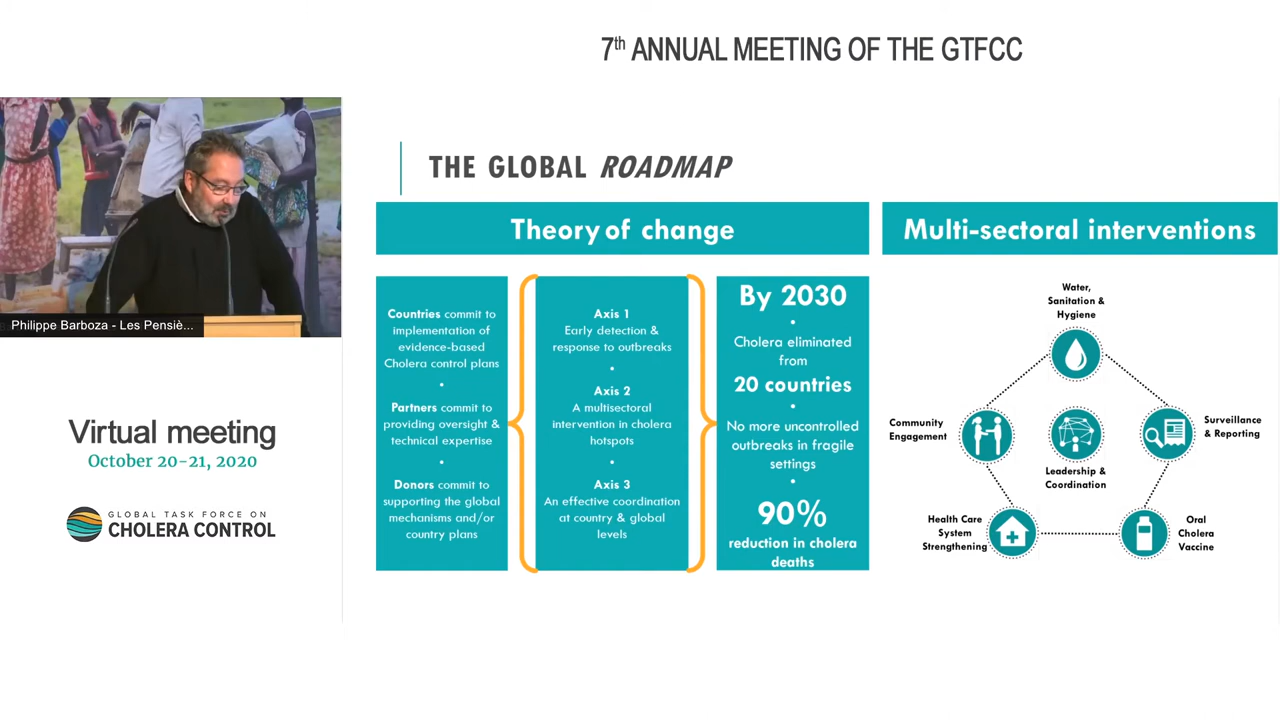 7th ANNUAL MEETING OF THE GTFCC
Philippe Barboza - Les Pensiè...
Virtual meeting
October 20-21, 2020
GLOBAL TASK FORCE ON
CHOLERA CONTROL
THE GLOBAL ROADMAP
Theory of change
Countries commit to
implementation of
evidence-based
Cholera control plans
•
Partners commit to
providing oversight &
technical expertise
•
Donors commit to
supporting the global
mechanisms and/or
country plans
Axis 1
Early detection &
response to outbreaks
•
Axis 2
A multisectoral
intervention in cholera
hotspots
•
Axis 3
An effective coordination
at country & global
levels
By 2030
•
Cholera eliminated
from
20 countries
•
No more uncontrolled
outbreaks in fragile
settings
•
90%
reduction in cholera
deaths
Multi-sectoral interventions
Water,
Sanitation &
Hygiene
Community
Engagement
Leadership &
Coordination
Surveillance
& Reporting
Health Care
System
Strengthening
Oral
Cholera
Vaccine